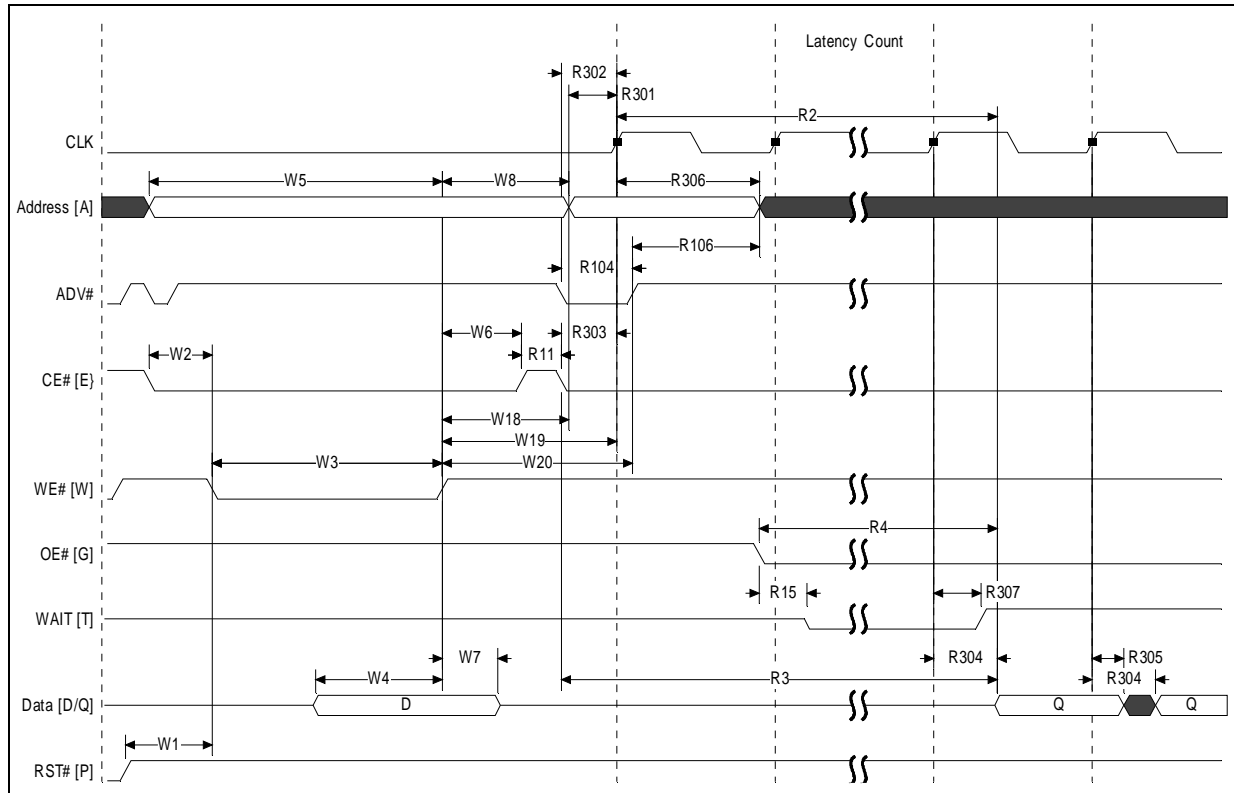 Latency Count
R302
R301
R2
CLK
W5
W8
R306
Address [A]
R106
R104
ADV#
W6
R303
W2
R11
CE# [E}
W18
W19
W3
W20
WE# [W]
R4
OE# [G]
R15
R307
WAIT [T]
W7
R304
R305
W4
R3
R304
Data [D/Q]
D
Q
Q
W1
RST# [P]